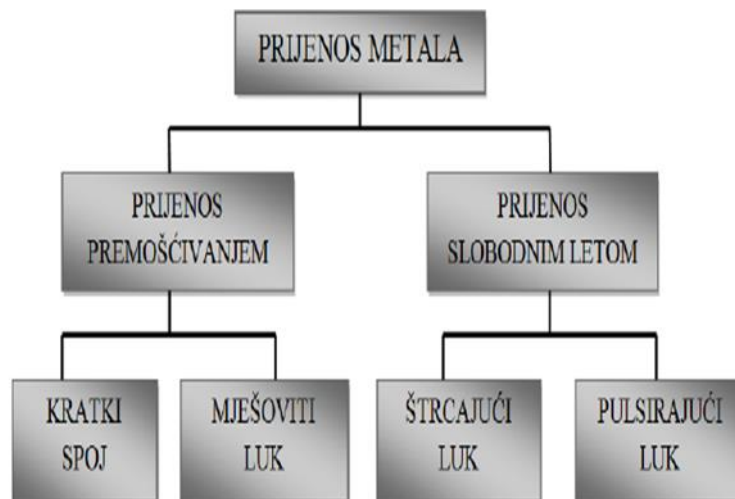 PRIJENOS METALA
PRIJENOS
PREMOŠĆIVANJEM
PRIJENOS
SLOBODNIM LETOM
KRATKI
SPOJ
MJEŠOVITI
LUK
ŠTRCAJUĆI
LUK
PULSIRAJUĆI
LUK